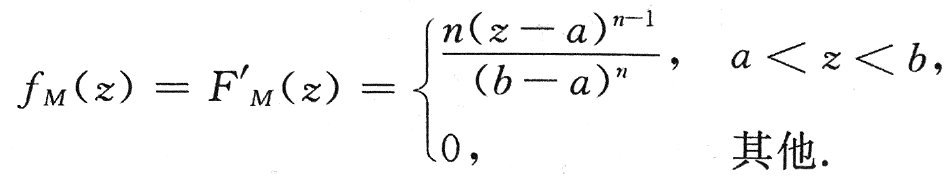 f_M(z) = F′_M(z) = { n(z − a)^{n−1} / (b − a)^n, a < z < b,
0, 其他.